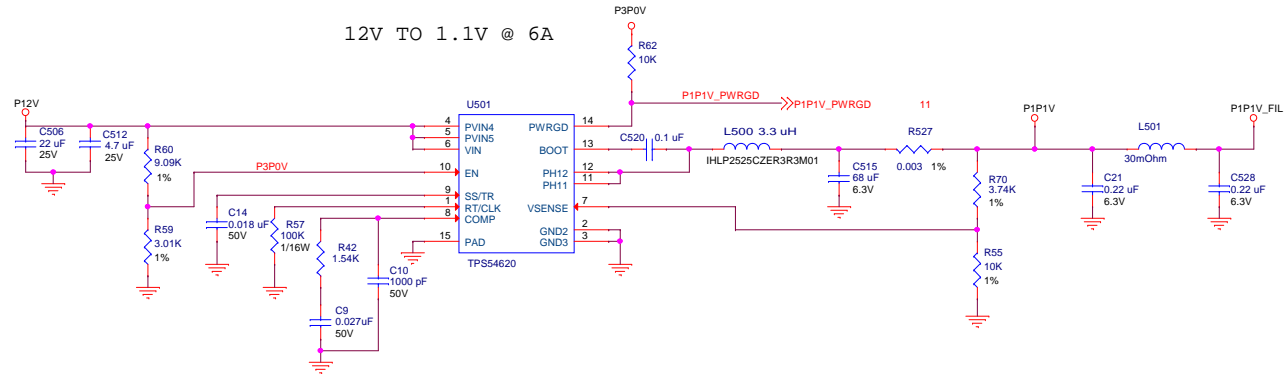 12V TO 1.1V @ 6A
P3P0V
R62
10K
P1P1V_PWRGD
P1P1V_PWRGD
11
P12V
C506
22 uF
25V
C512
4.7 uF
25V
R60
9.09K
1%
P3P0V
R59
3.01K
1%
C14
0.018 uF
50V
R57
100K
1/16W
R42
1.54K
C10
1000 pF
50V
C9
0.027uF
50V
U501
4
5
6
10
9
1
8
15
PVIN4
PVIN5
VIN
EN
SS/TR
RT/CLK
COMP
PAD
PWRGD
BOOT
PH12
PH11
VSENSE
GND2
GND3
14
13
12
11
7
2
3
TPS54620
C520
0.1 uF
L500 3.3 uH
IHLP2525CZER3R3M01
C515
68 uF
6.3V
R527
0.003 1%
R70
3.74K
1%
R55
10K
1%
P1P1V
C21
0.22 uF
6.3V
L501
30mOhm
P1P1V_FIL
C528
0.22 uF
6.3V